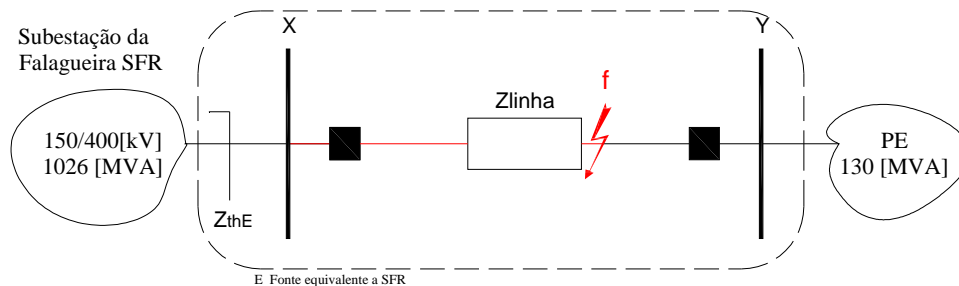 Subestação da
Falagueira SFR
X
Y
f
Zlinha
150/400[kV]
1026 [MVA]
PE
130 [MVA]
ZthE
E Fonte equivalente a SFR